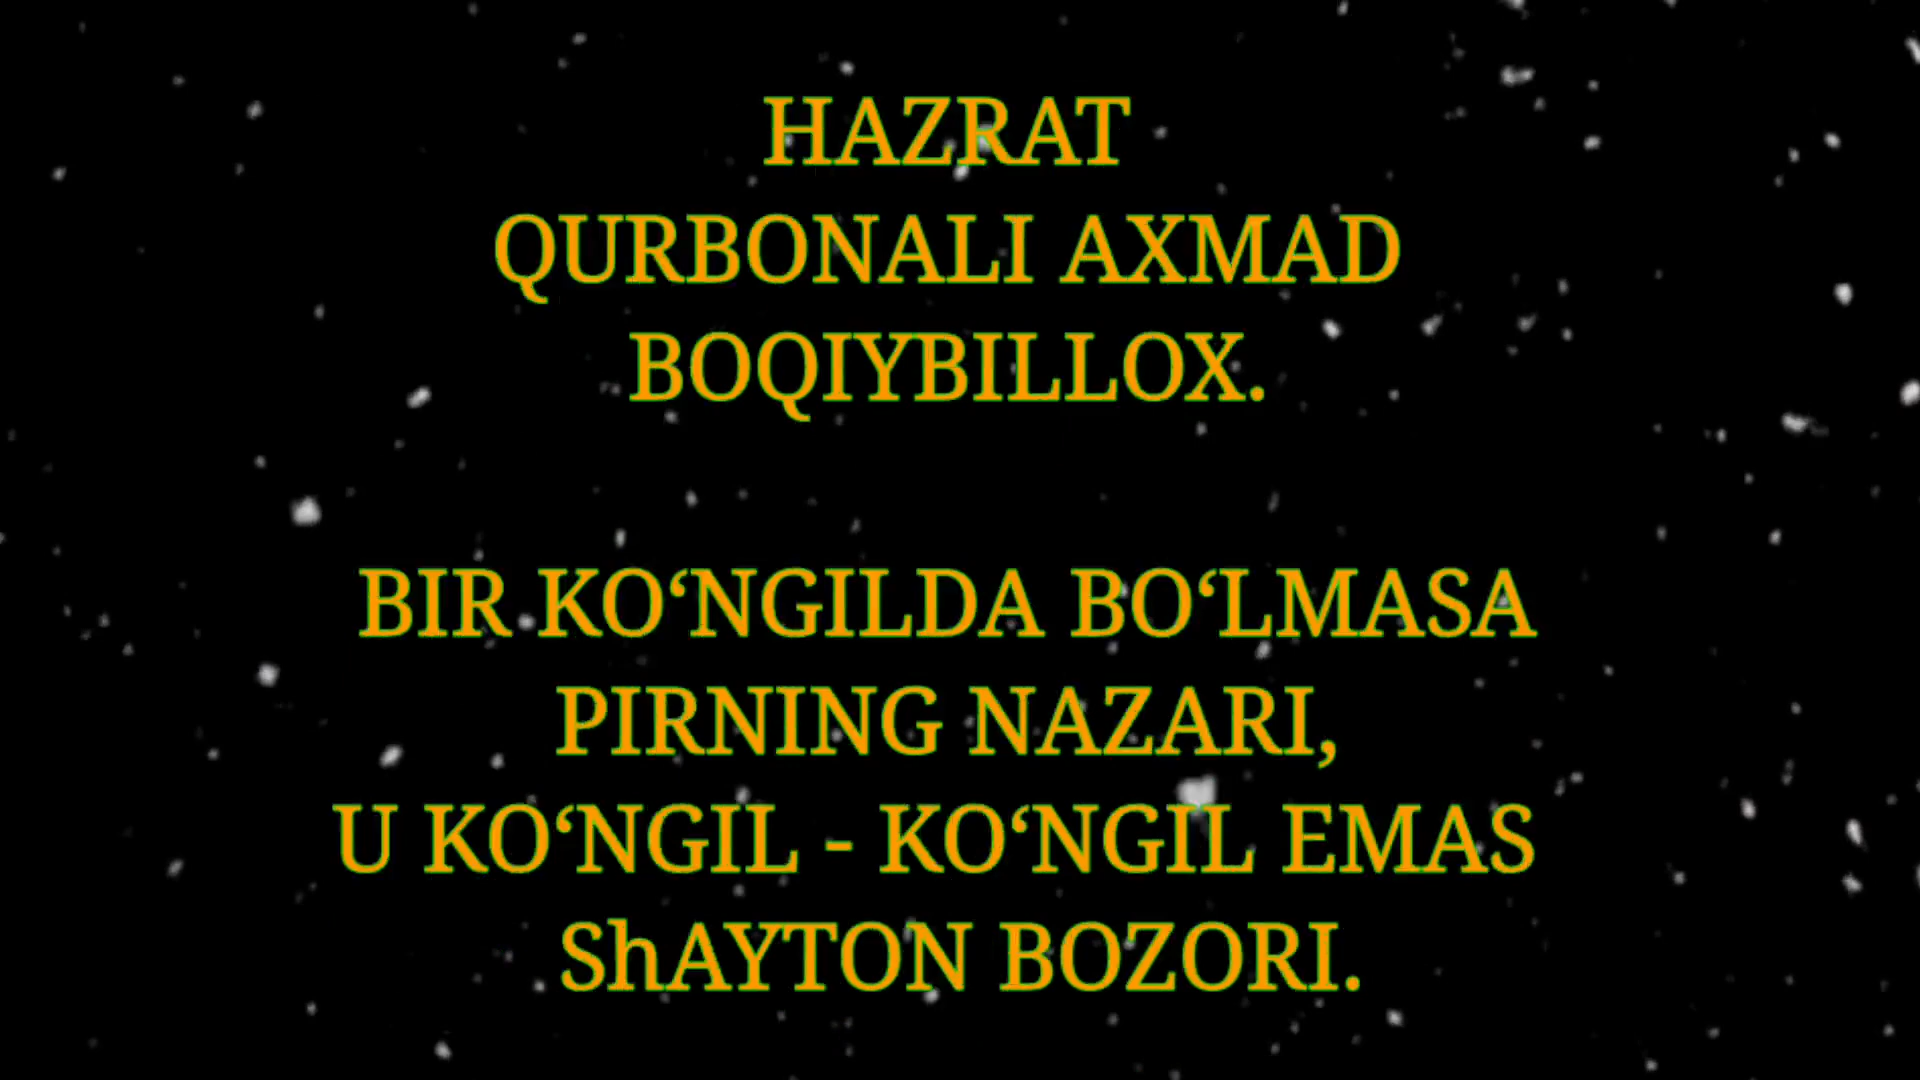 HAZRAT
QURBONALI AXMAD
BOQIYBILLOX.
BIR KO‘NGILDA BO‘LMASA
PIRNING NAZARI,
U KO‘NGIL - KO‘NGIL EMAS
ShAYTON BOZORI.